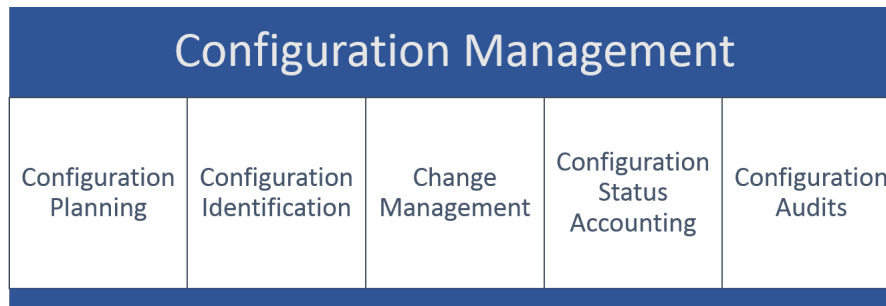 Configuration Management
Configuration
Planning
Configuration
Identification
Change
Management
Configuration
Status
Accounting
Configuration
Audits